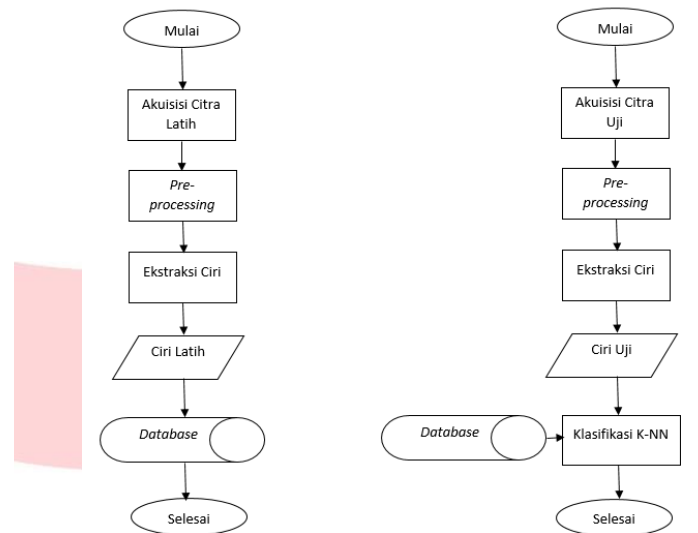 Mulai
Akuisisi Citra
Latih
Pre-
processing
Ekstraksi Ciri
Ciri Latih
Database
Selesai
Mulai
Akuisisi Citra
Uji
Pre-
processing
Ekstraksi Ciri
Ciri Uji
Database
Klasifikasi K-NN
Selesai